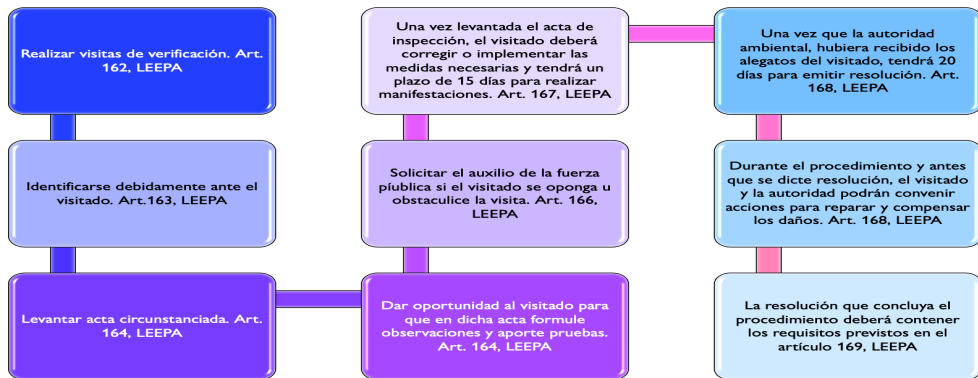 Realizar visitas de verificación. Art.
162, LEEPA
Identificarse debidamente ante el
visitado. Art.163, LEEPA
Levantar acta circunstanciada. Art.
164, LEEPA
Dar oportunidad al visitado para
que en dicha acta formule
observaciones y aporte pruebas.
Art. 164, LEEPA
Solicitar el auxilio de la fuerza
píublica si el visitado se oponga u
obstaculice la visita. Art. 166,
LEEPA
Una vez levantada el acta de
inspección, el visitado deberá
corregir o implementar las
medidas necesarias y tendrá un
plazo de 15 días para realizar
manifestaciones. Art. 167, LEEPA
Una vez que la autoridad
ambiental, hubiera recibido los
alegatos del visitado, tendrá 20
días para emitir resolución. Art.
168, LEEPA
Durante el procedimiento y antes
que se dicte resolución, el visitado
y la autoridad podrán convenir
acciones para reparar y compensar
los daños. Art. 168, LEEPA
La resolución que concluya el
procedimiento deberá contener
los requisitos previstos en el
artículo 169, LEEPA